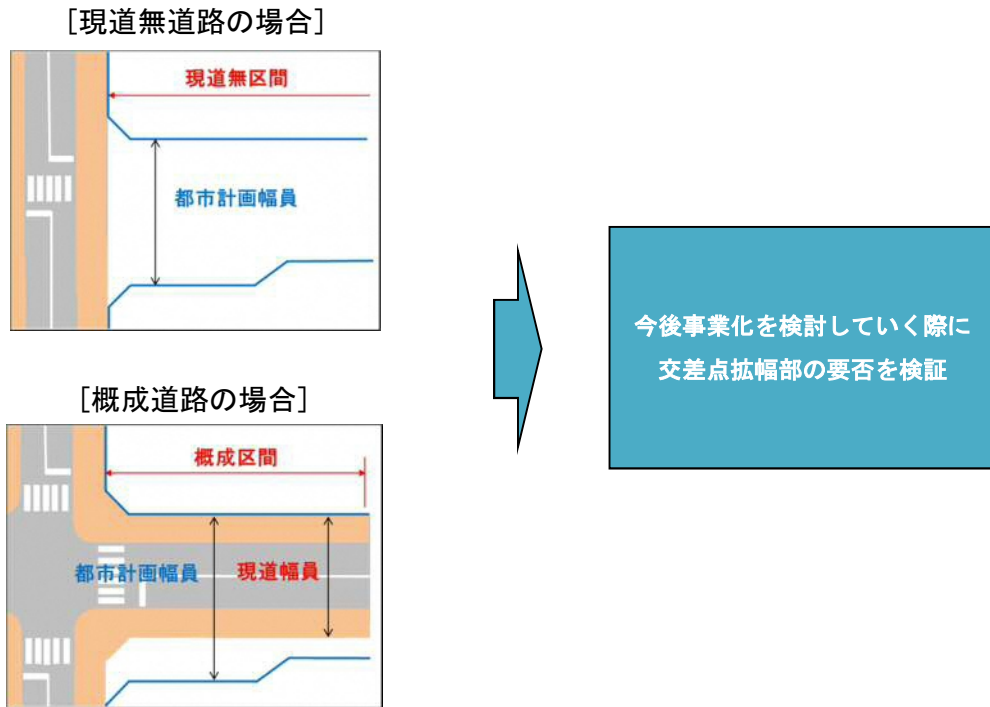 [現道無道路の場合]
現道無区間
都市計画幅員
今後事業化を検討していく際に
交差点拡幅部の要否を検証
[概成道路の場合]
概成区間
都市計画幅員
現道幅員